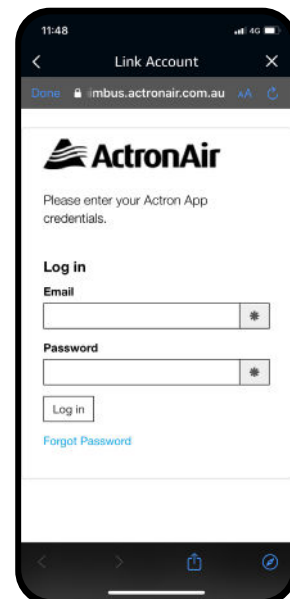 11:48
4G
Link Account
Done imbus.actronair.com.au AA
ActronAir
Please enter your Actron App
credentials.
Log in
Email
Password
Log in
Forgot Password